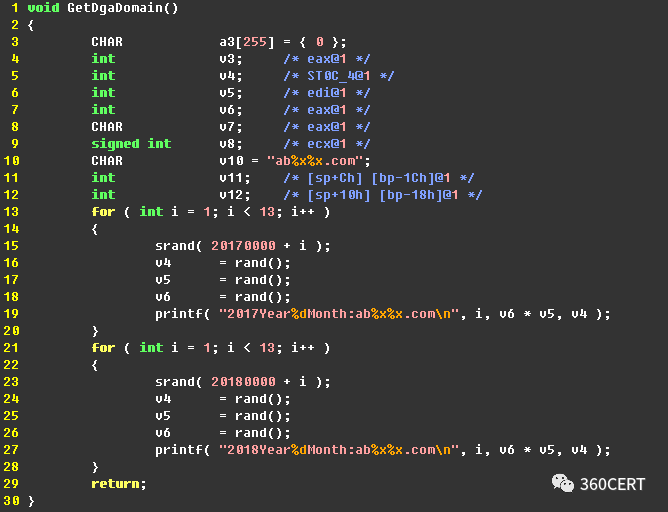 1 void GetDgaDomain()
2 {
3 CHAR a3[255] = { 0 };
4 int v3; /* eax@1 */
5 int v4; /* ST0C_4@1 */
6 int v5; /* edi@1 */
7 int v6; /* eax@1 */
8 CHAR v7; /* eax@1 */
9 signed int v8; /* ecx@1 */
10 CHAR v10 = "ab%x%x.com";
11 int v11; /* [sp+Ch] [bp-1Ch]@1 */
12 int v12; /* [sp+10h] [bp-18h]@1 */
13 for ( int i = 1; i < 13; i++ )
14 {
15 srand( 20170000 + i );
16 v4 = rand();
17 v5 = rand();
18 v6 = rand();
19 printf( "2017Year%dMonth:ab%x%x.com\n", i, v6 * v5, v4 );
20 }
21 for ( int i = 1; i < 13; i++ )
22 {
23 srand( 20180000 + i );
24 v4 = rand();
25 v5 = rand();
26 v6 = rand();
27 printf( "2018Year%dMonth:ab%x%x.com\n", i, v6 * v5, v4 );
28 }
29 return;
30 }
360CERT